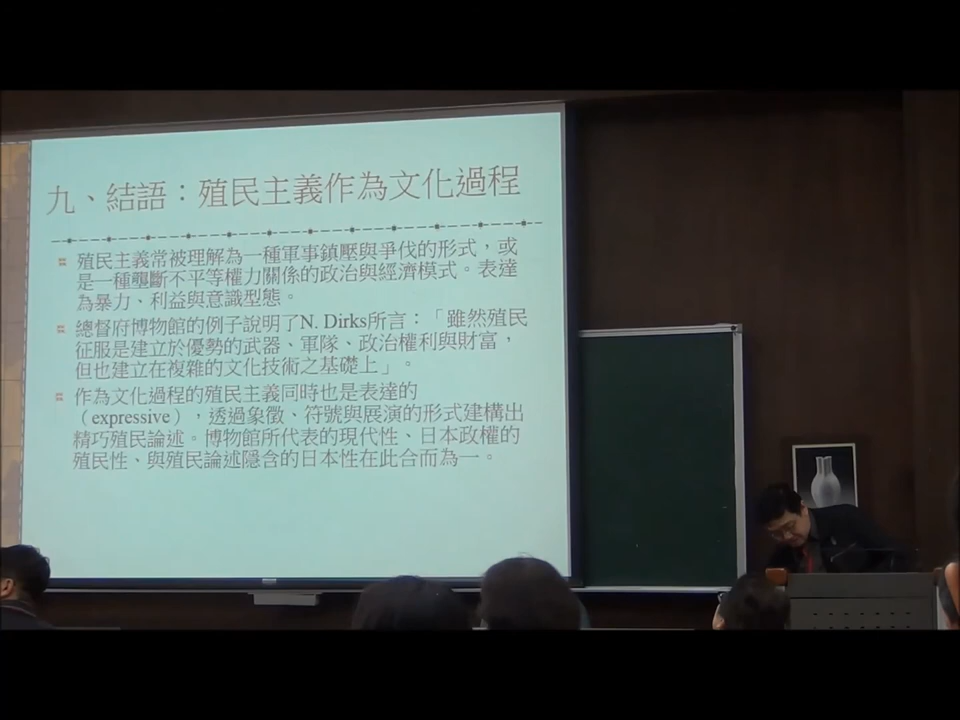 九、結語：殖民主義作為文化過程
殖民主義常被理解為一種軍事鎮壓與爭伐的形式，或
是一種壟斷不平等權力關係的政治與經濟模式。表達
為暴力、利益與意識型態。
總督府博物館的例子說明了N. Dirks所言：「雖然殖民
征服是建立於優勢的武器、軍隊、政治權利與財富，
但也建立在複雜的文化技術之基礎上」。
作為文化過程的殖民主義同時也是表達的
（expressive），透過象徵、符號與展演的形式建構出
精巧殖民論述。博物館所代表的現代性、日本政權的
殖民性、與殖民論述隱含的日本性在此合而為一。